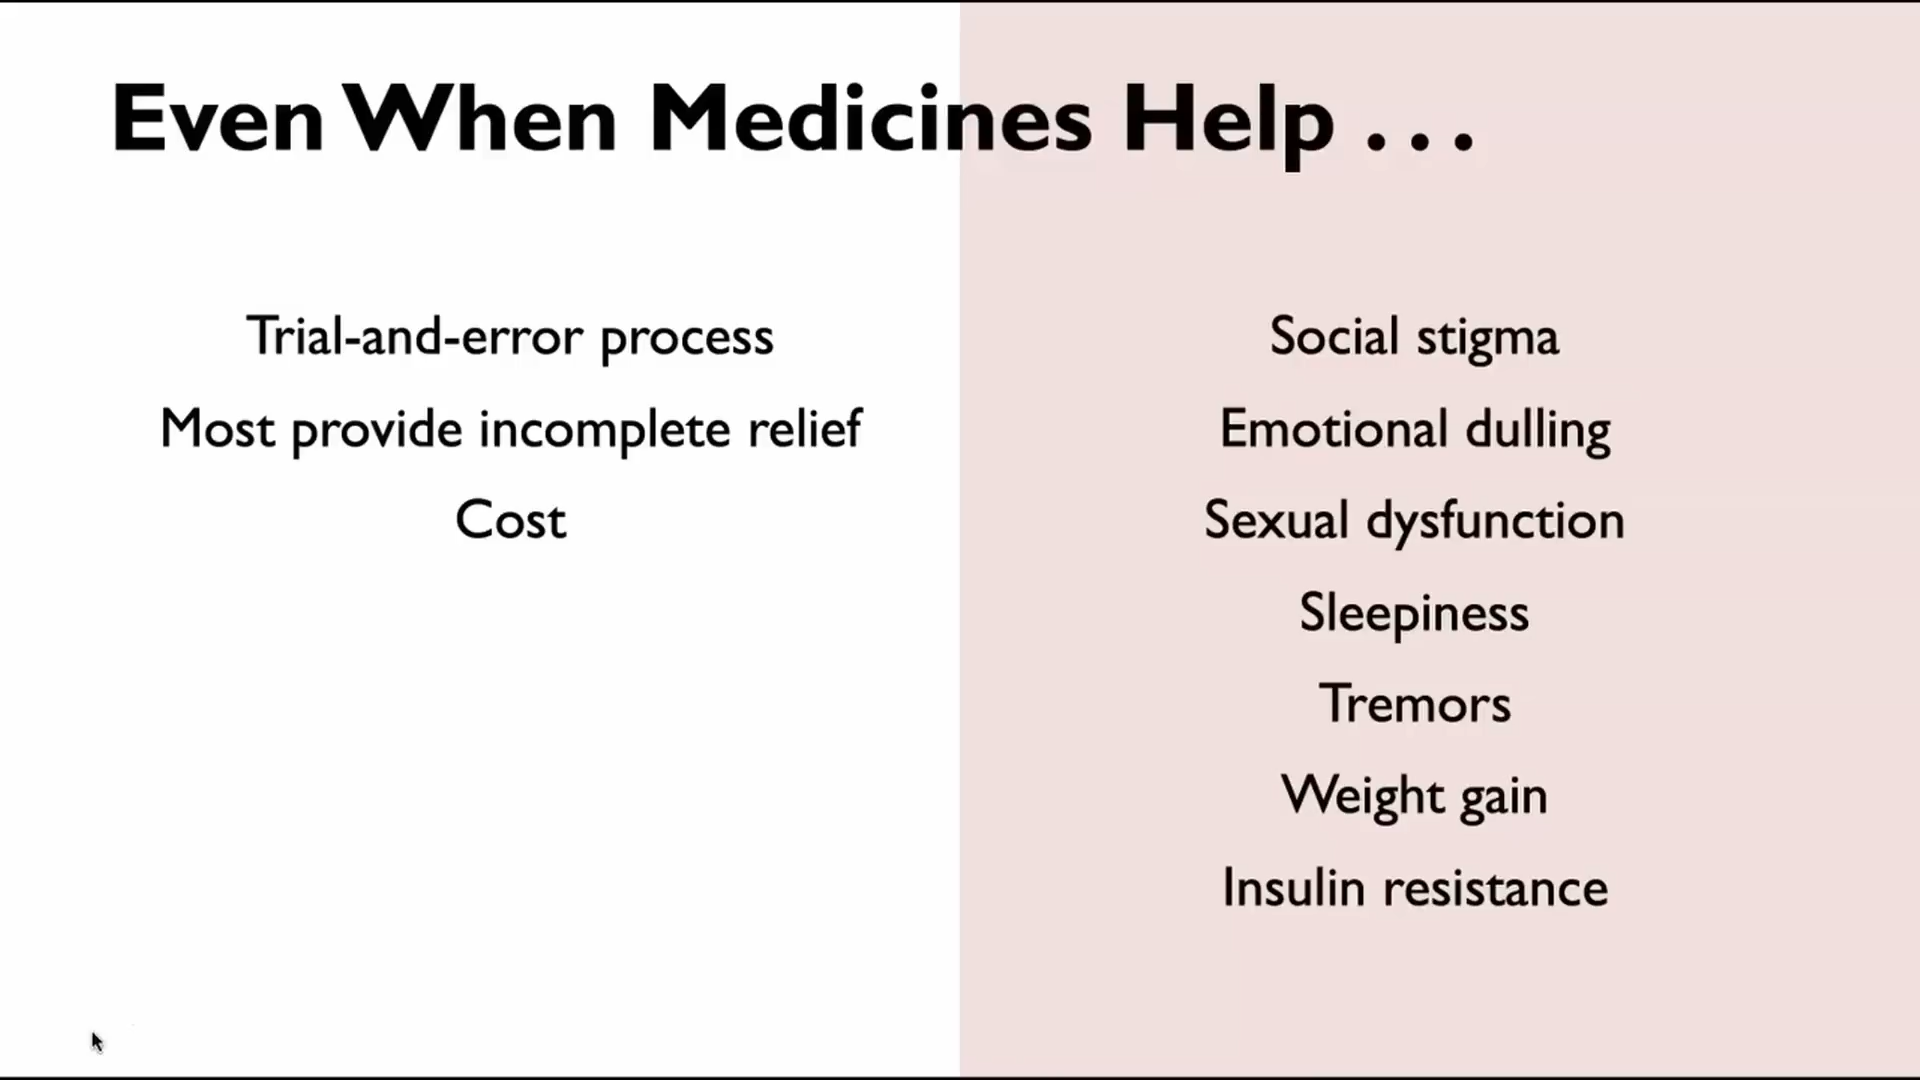 Even When Medicines Help . . .
Trial-and-error process
Most provide incomplete relief
Cost
Social stigma
Emotional dulling
Sexual dysfunction
Sleepiness
Tremors
Weight gain
Insulin resistance